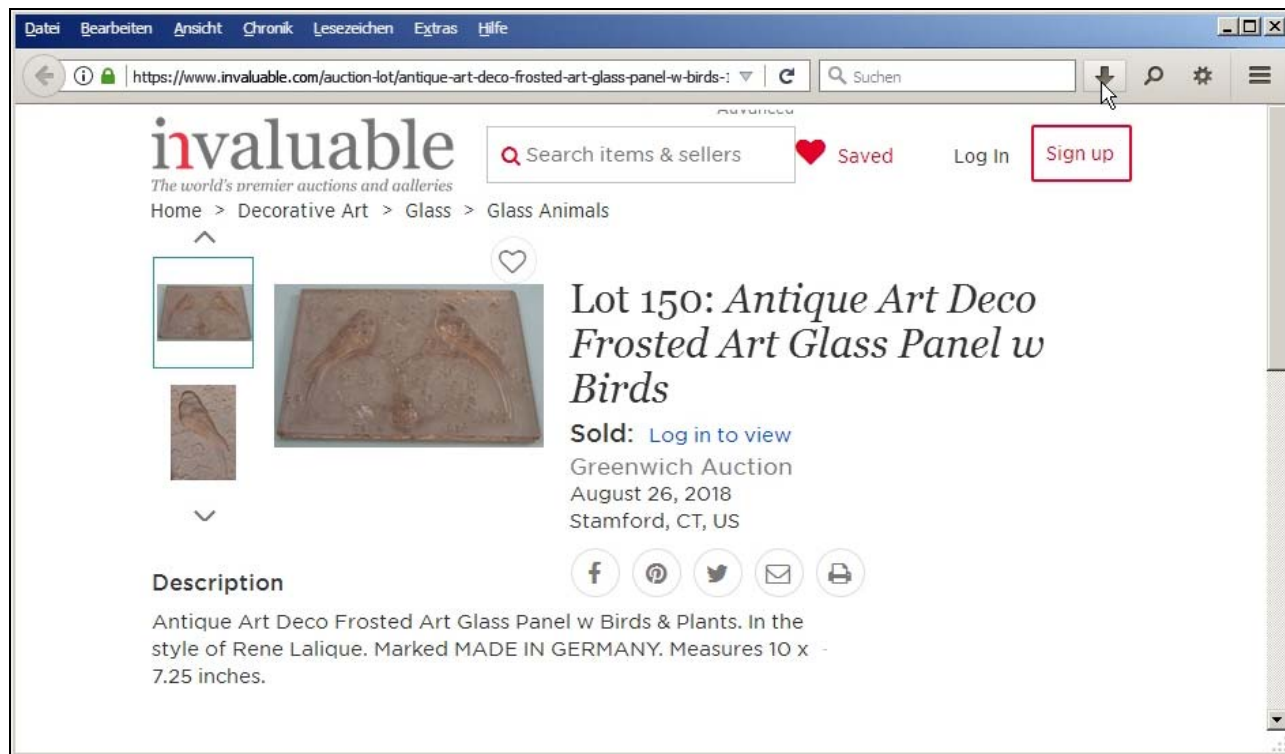 Datei Bearbeiten Ansicht Chronik Lesezeichen Extras Hilfe
https://www.invaluable.com/auction-lot/antique-art-deco-frosted-art-glass-panel-w-birds-
Suchen
Advanced
invaluable
Search items & sellers
Saved
Log In
Sign up
The world's premier auctions and galleries
Home > Decorative Art > Glass > Glass Animals
Lot 150: Antique Art Deco
Frosted Art Glass Panel w
Birds
Sold: Log in to view
Greenwich Auction
August 26, 2018
Stamford, CT, US
Description
Antique Art Deco Frosted Art Glass Panel w Birds & Plants. In the
style of Rene Lalique. Marked MADE IN GERMANY. Measures 10 x
7.25 inches.